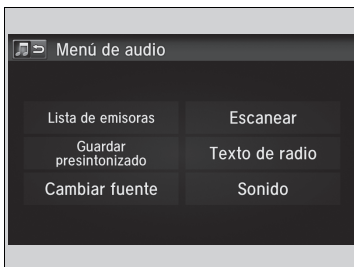 Menú de audio
Lista de emisoras
Escanear
Guardar
presintonizado
Texto de radio
Cambiar fuente
Sonido